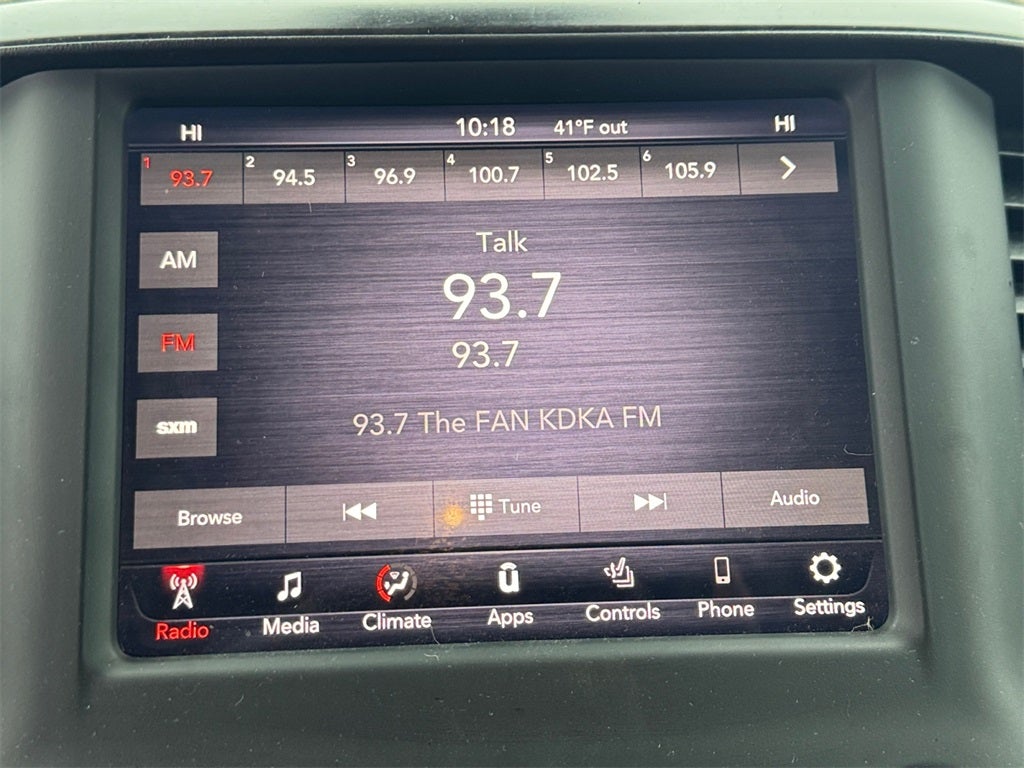 HI 10:18 41°F out HI
1 93.7 2 94.5 3 96.9 4 100.7 5 102.5 6 105.9
Talk
AM
93.7
FM
93.7
sxm
93.7 The FAN KDKA FM
Browse Tune Audio
Radio Media Climate Apps Controls Phone Settings